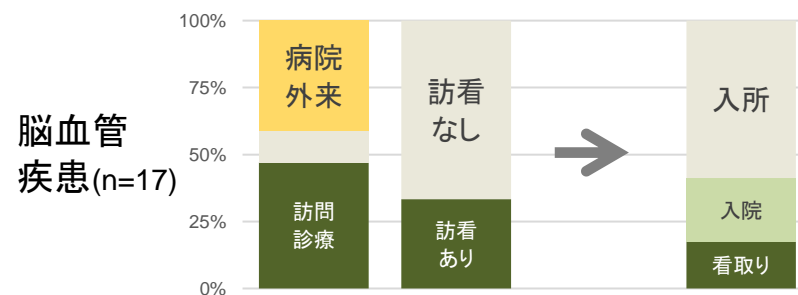 脳血管
疾患(n=17)
100%
75%
50%
25%
0%
病院
外来
訪問
診療
訪看
なし
訪看
あり
入所
入院
看取り